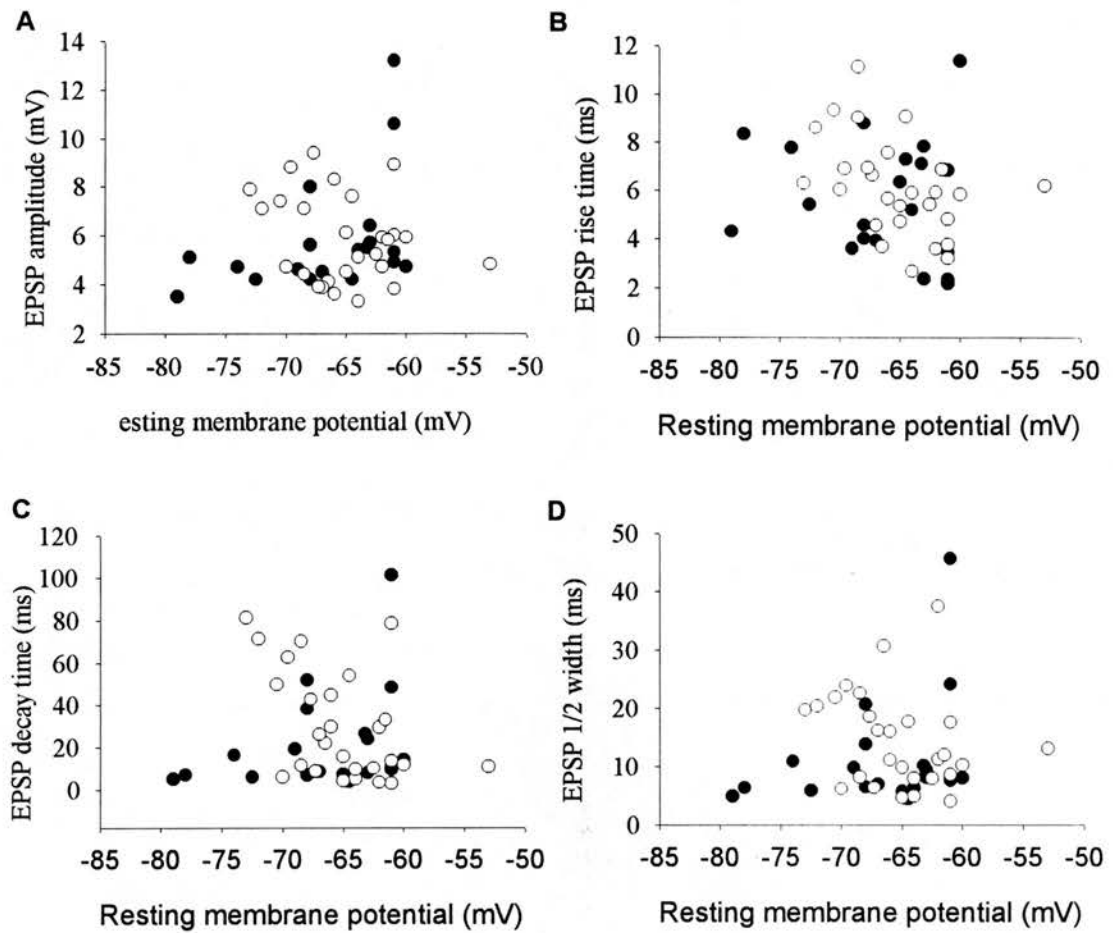 A
EPSP amplitude (mV)
14
12
10
8
6
4
2
-85 -80 -75 -70 -65 -60 -55 -50
esting membrane potential (mV)
B
EPSP rise time (ms)
12
10
8
6
4
2
0
-85 -80 -75 -70 -65 -60 -55 -50
Resting membrane potential (mV)
C
EPSP decay time (ms)
120
100
80
60
40
20
0
-85 -80 -75 -70 -65 -60 -55 -50
Resting membrane potential (mV)
D
EPSP 1/2 width (ms)
50
40
30
20
10
0
-85 -80 -75 -70 -65 -60 -55 -50
Resting membrane potential (mV)